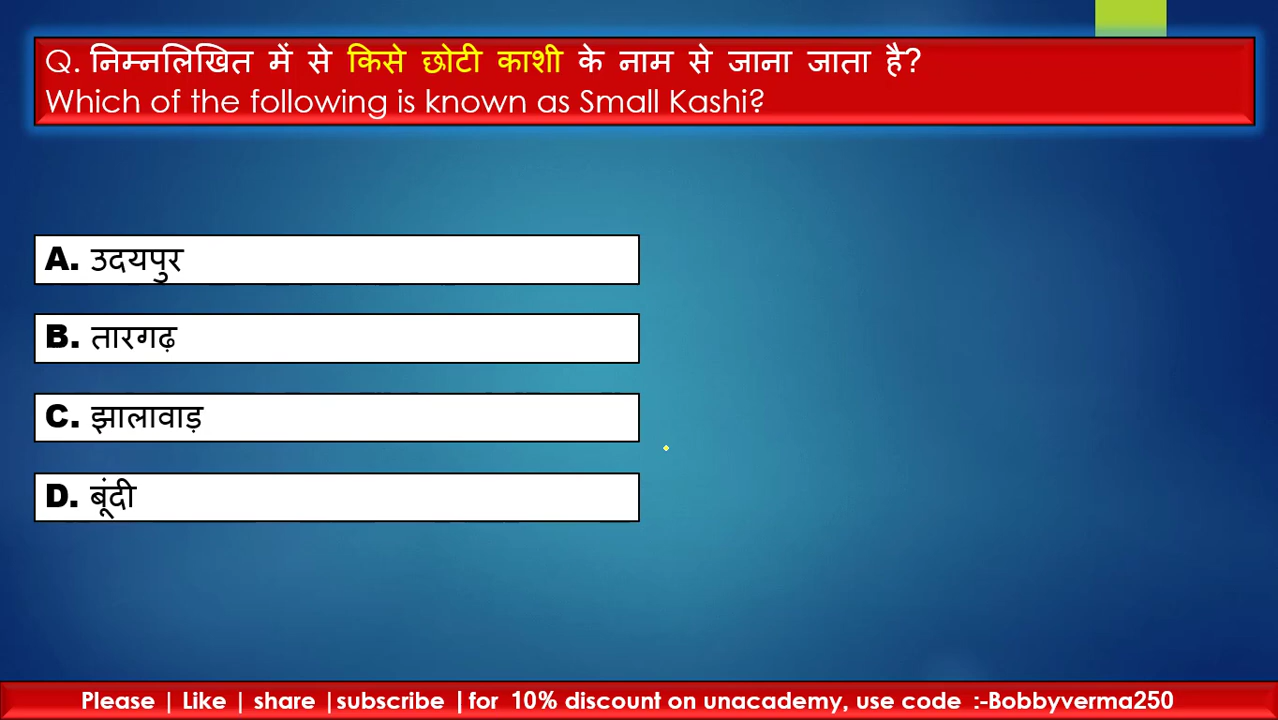 Q. निम्नलिखित में से किसे छोटी काशी के नाम से जाना जाता है?
Which of the following is known as Small Kashi?
A. उदयपुर
B. तारगढ़
C. झालावाड़
D. बूंदी
Please | Like | share |subscribe |for 10% discount on unacademy, use code :-Bobbyverma250